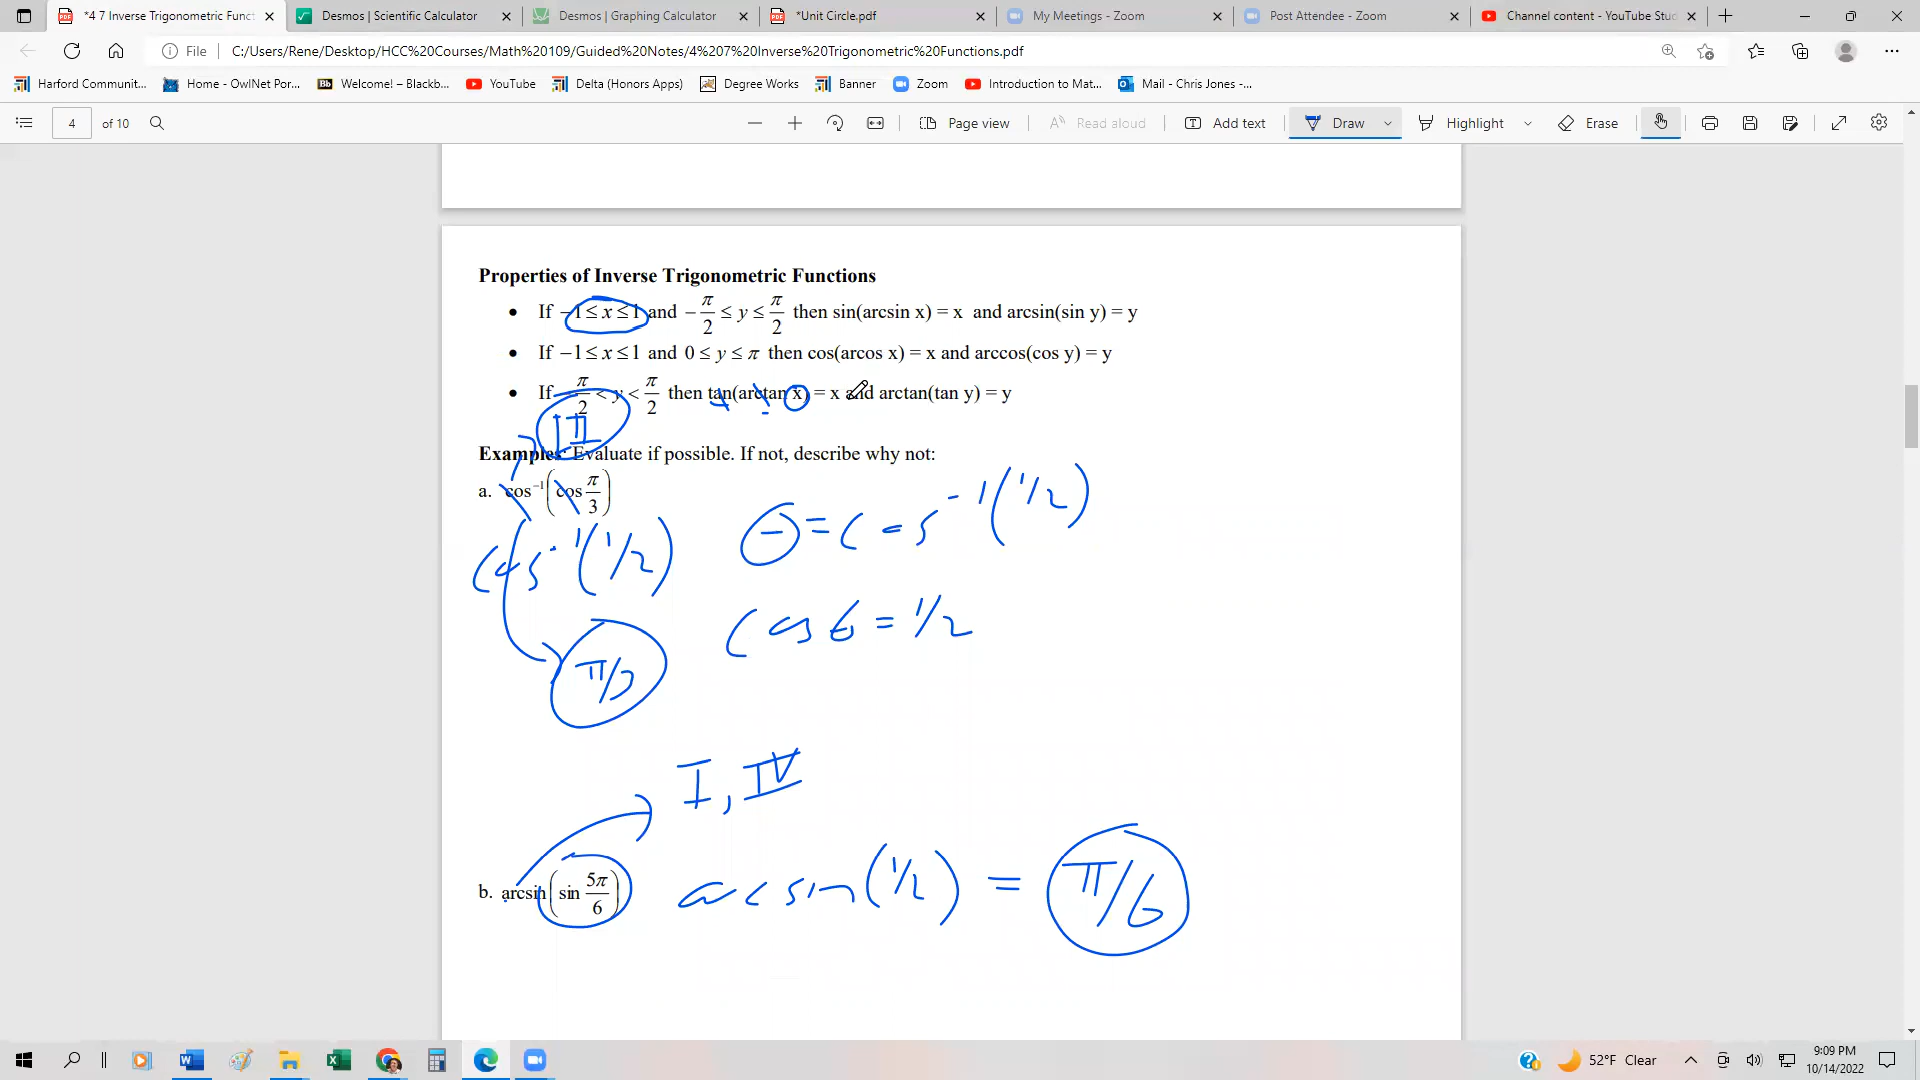 *4 7 Inverse Trigonometric Funct
Desmos | Scientific Calculator
Desmos | Graphing Calculator
*Unit Circle.pdf
My Meetings - Zoom
Post Attendee - Zoom
Channel content - YouTube Stud
File
C:/Users/Rene/Desktop/HCC%20Courses/Math%20109/Guided%20Notes/4%207%20Inverse%20Trigonometric%20Functions.pdf
Harford Communit...
Home - OwlNet Por...
Welcome! – Blackb...
YouTube
Delta (Honors Apps)
Degree Works
Banner
Zoom
Introduction to Mat...
Mail - Chris Jones -...
4 of 10
Page view
Read aloud
Add text
Draw
Highlight
Erase
Properties of Inverse Trigonometric Functions
• If −1 ≤ x ≤ 1 and −π/2 ≤ y ≤ π/2 then sin(arcsin x) = x and arcsin(sin y) = y
• If −1 ≤ x ≤ 1 and 0 ≤ y ≤ π then cos(arcos x) = x and arccos(cos y) = y
• If −π/2 < y < π/2 then tan(arctan x) = x and arctan(tan y) = y
Examples: Evaluate if possible. If not, describe why not:
a. cos⁻¹(cos π/3)
θ = cos⁻¹(1/2)
cos⁻¹(1/2)
cos θ = 1/2
π/3
I, IV
b. arcsin(sin 5π/6)
arcsin(1/2) = π/6
52°F Clear
9:09 PM
10/14/2022